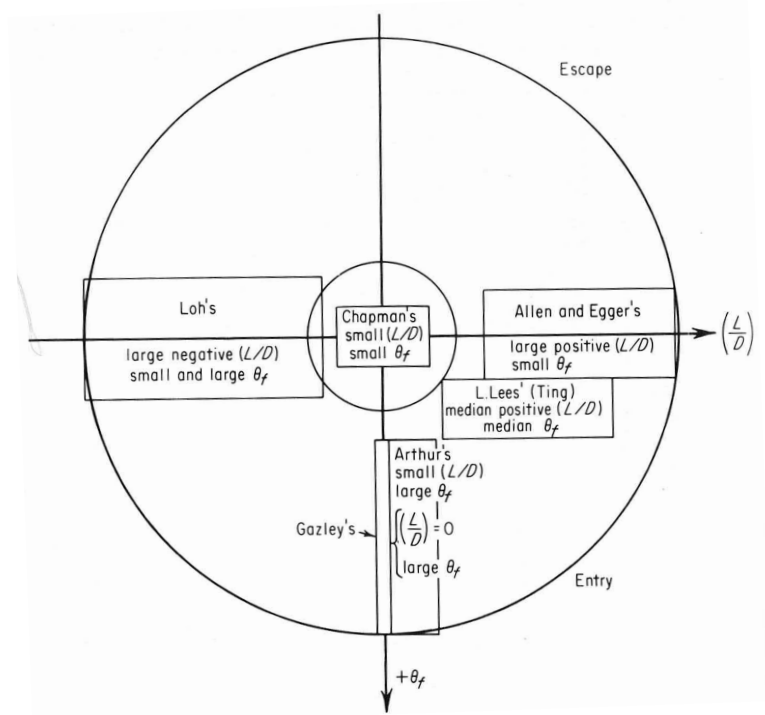 Escape
Loh's
large negative (L/D)
small and large θf
Chapman's
small (L/D)
small θf
Allen and Egger's
large positive (L/D)
small θf
(L/D)
L.Lees' (Ting)
median positive (L/D)
median θf
Arthur's
small (L/D)
large θf
Gazley's
(L/D) = 0
large θf
Entry
+θf